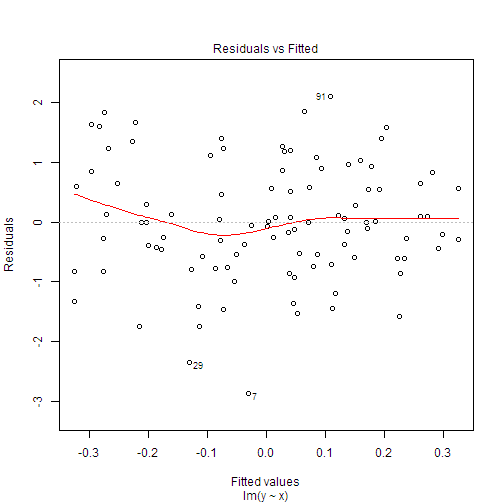 Residuals vs Fitted
Residuals
2
1
0
-1
-2
-3
91
29
7
-0.3 -0.2 -0.1 0.0 0.1 0.2 0.3
Fitted values
lm(y ~ x)